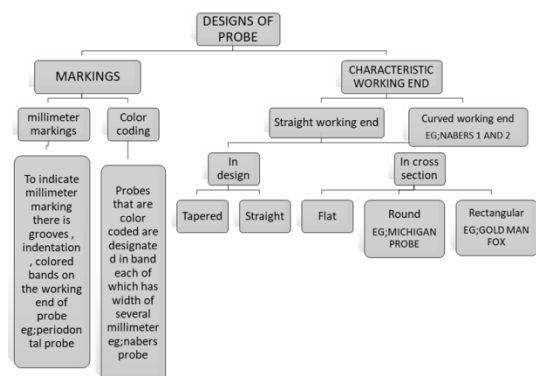 DESIGNS OF
PROBE
MARKINGS
CHARACTERISTIC
WORKING END
millimeter
markings
Color
coding
Straight working end
Curved working end
EG;NABERS 1 AND 2
To indicate
millimeter
marking
there is
grooves ,
indentation
, colored
bands on
the working
end of
probe
eg;periodon
tal probe
Probes
that are
color
coded are
designate
d in band
each of
which has
width of
several
millimeter
eg;nabers
probe
In
design
In cross
section
Tapered
Straight
Flat
Round
EG;MICHIGAN
PROBE
Rectangular
EG;GOLD MAN
FOX